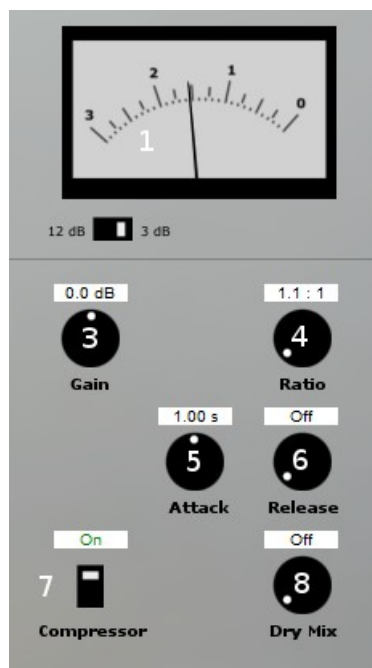 3 2 1 0
1
12 dB 3 dB
0.0 dB 1.1 : 1
3 4
Gain Ratio
1.00 s Off
5 6
Attack Release
On Off
7 8
Compressor Dry Mix